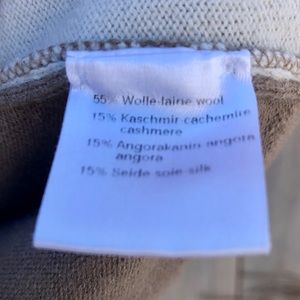 55% Wolle-laine wool
15% Kaschmir-cachemire
cashmere
15% Angorakanin angora
angora
15% Seide soie-silk